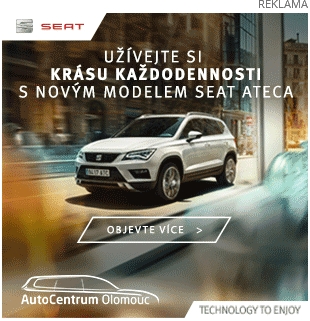 REKLAMA
SEAT
UŽÍVEJTE SI
KRÁSU KAŽDODENNOSTI
S NOVÝM MODELEM SEAT ATECA
OBJEVTE VÍCE >
AutoCentrum Olomouc
TECHNOLOGY TO ENJOY